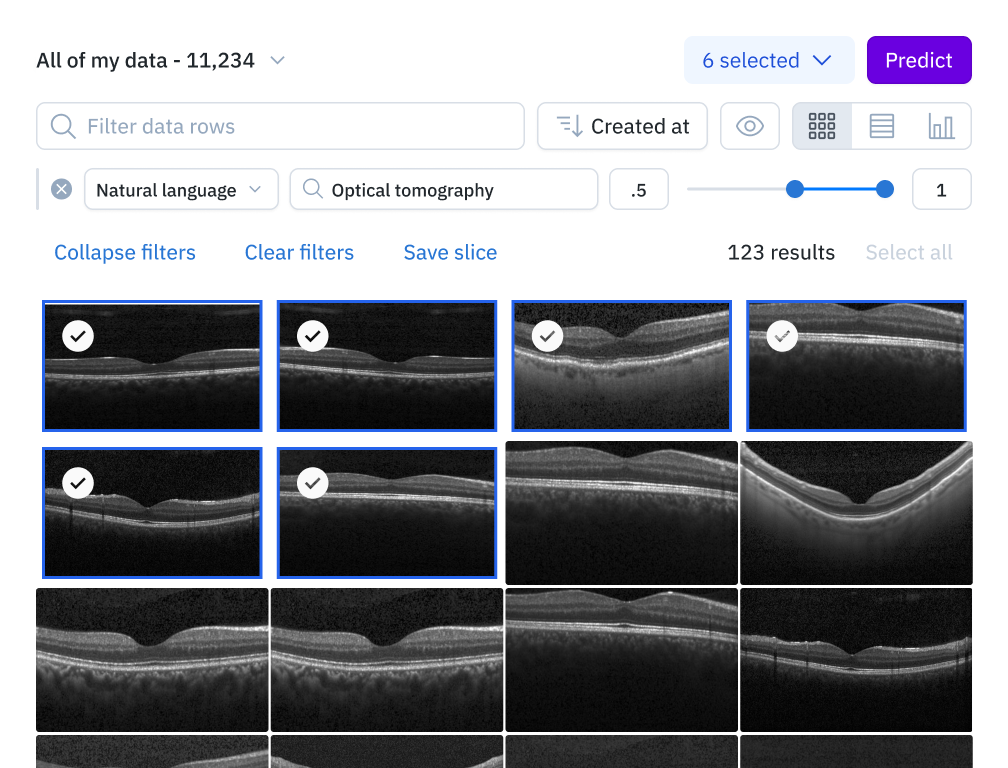 All of my data - 11,234
6 selected
Predict
Filter data rows
Created at
Natural language
Optical tomography
.5
1
Collapse filters
Clear filters
Save slice
123 results
Select all